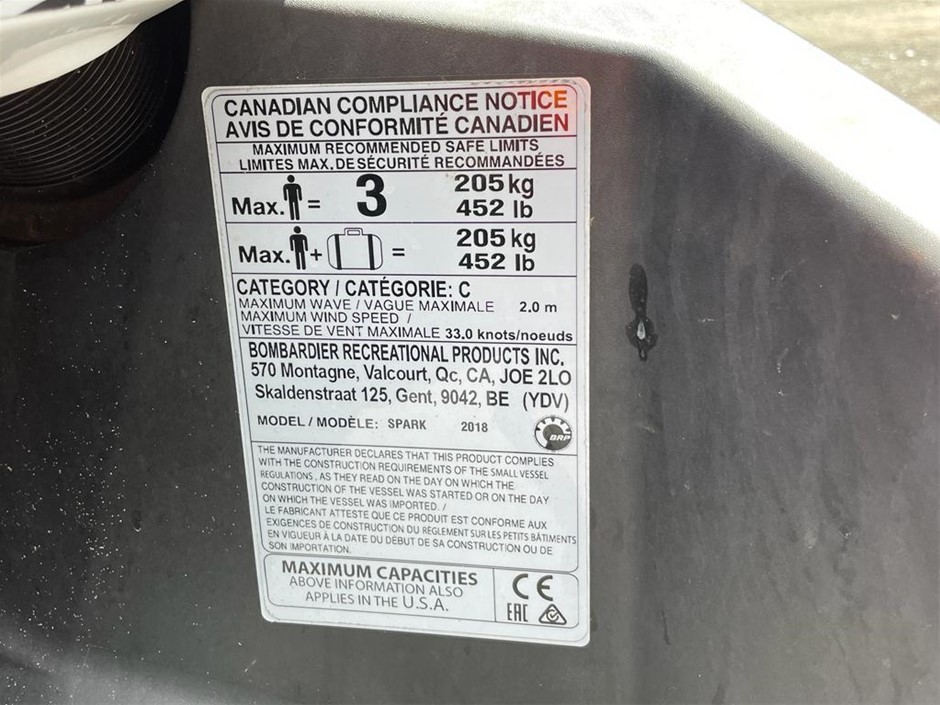 CANADIAN COMPLIANCE NOTICE
AVIS DE CONFORMITÉ CANADIEN
MAXIMUM RECOMMENDED SAFE LIMITS
LIMITES MAX. DE SÉCURITÉ RECOMMANDÉES
Max. = 3 205 kg
452 lb
Max. + = 205 kg
452 lb
CATEGORY / CATÉGORIE: C
MAXIMUM WAVE / VAGUE MAXIMALE 2.0 m
MAXIMUM WIND SPEED /
VITESSE DE VENT MAXIMALE 33.0 knots/noeuds
BOMBARDIER RECREATIONAL PRODUCTS INC.
570 Montagne, Valcourt, Qc, CA, JOE 2LO
Skaldenstraat 125, Gent, 9042, BE (YDV)
MODEL / MODÈLE: SPARK 2018
BRP
THE MANUFACTURER DECLARES THAT THIS PRODUCT COMPLIES
WITH THE CONSTRUCTION REQUIREMENTS OF THE SMALL VESSEL
REGULATIONS, AS THEY READ ON THE DAY ON WHICH THE
CONSTRUCTION OF THE VESSEL WAS STARTED OR ON THE DAY
ON WHICH THE VESSEL WAS IMPORTED. /
LE FABRICANT ATTESTE QUE CE PRODUIT EST CONFORME AUX
EXIGENCES DE CONSTRUCTION DU RÈGLEMENT SUR LES PETITS BÂTIMENTS
EN VIGUEUR À LA DATE DU DÉBUT DE SA CONSTRUCTION OU DE
SON IMPORTATION.
MAXIMUM CAPACITIES
ABOVE INFORMATION ALSO
APPLIES IN THE U.S.A.
CE
EAC